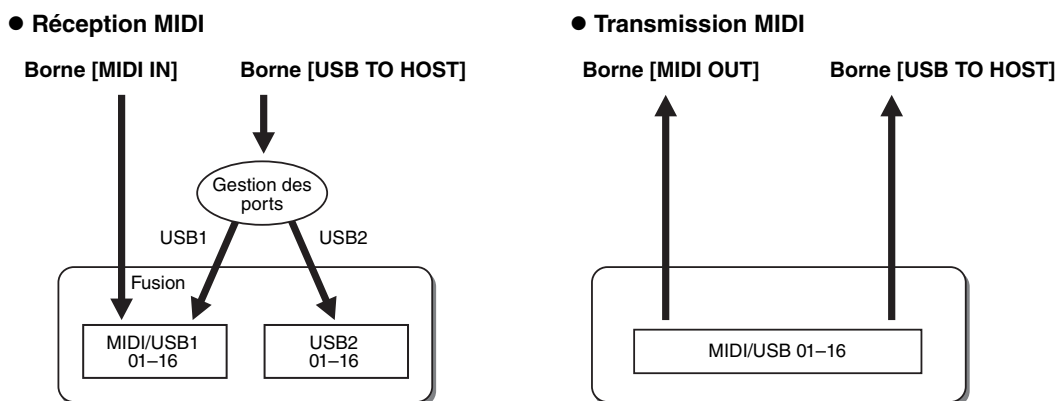 ● Réception MIDI
Borne [MIDI IN]
Borne [USB TO HOST]
Gestion des
ports
USB1
USB2
Fusion
MIDI/USB1
01–16
USB2
01–16
● Transmission MIDI
Borne [MIDI OUT]
Borne [USB TO HOST]
MIDI/USB 01–16